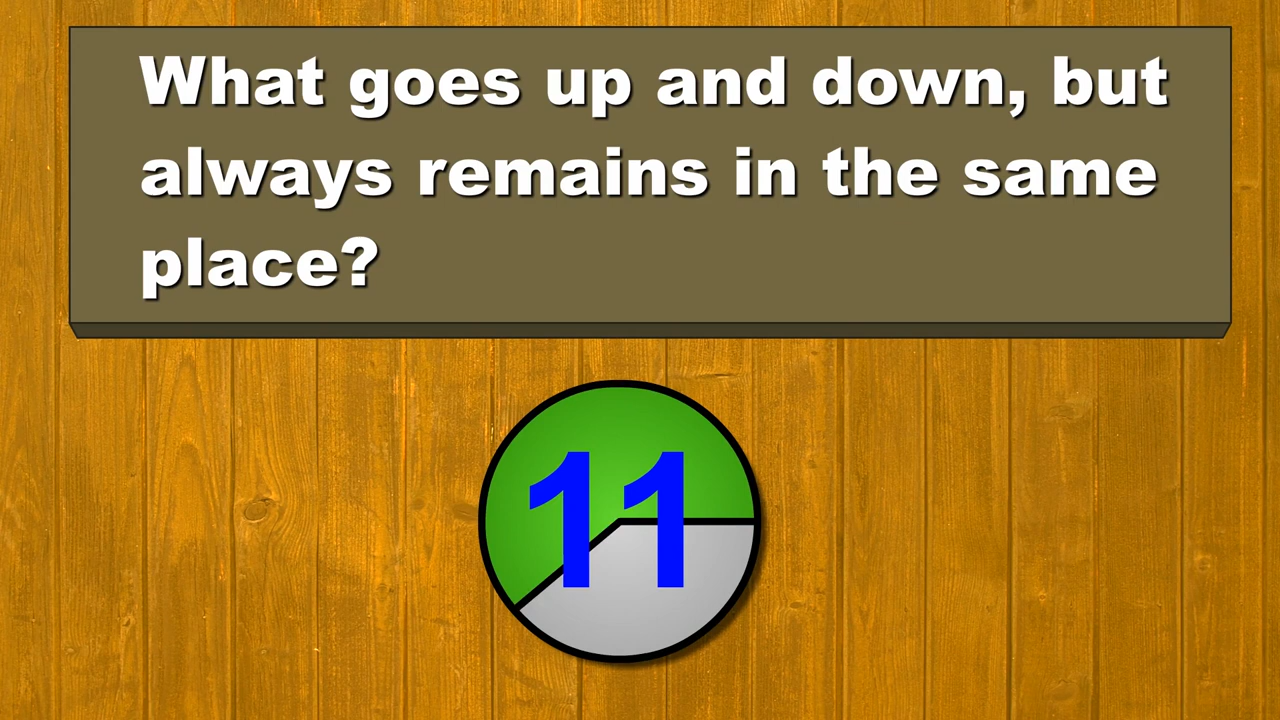 What goes up and down, but
always remains in the same
place?
11